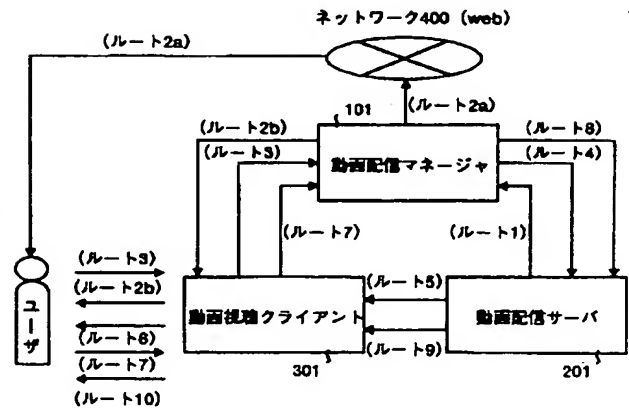 ネットワーク400(web)
(ルート2a)
101
(ルート2a)
(ルート2b)
(ルート8)
(ルート3)
動画配信マネージャ
(ルート4)
(ルート7)
(ルート1)
(ルート3)
(ルート2b)
(ルート5)
ユーザ
動画視聴クライアント
動画配信サーバ
(ルート6)
(ルート7)
(ルート9)
(ルート10)
301
201